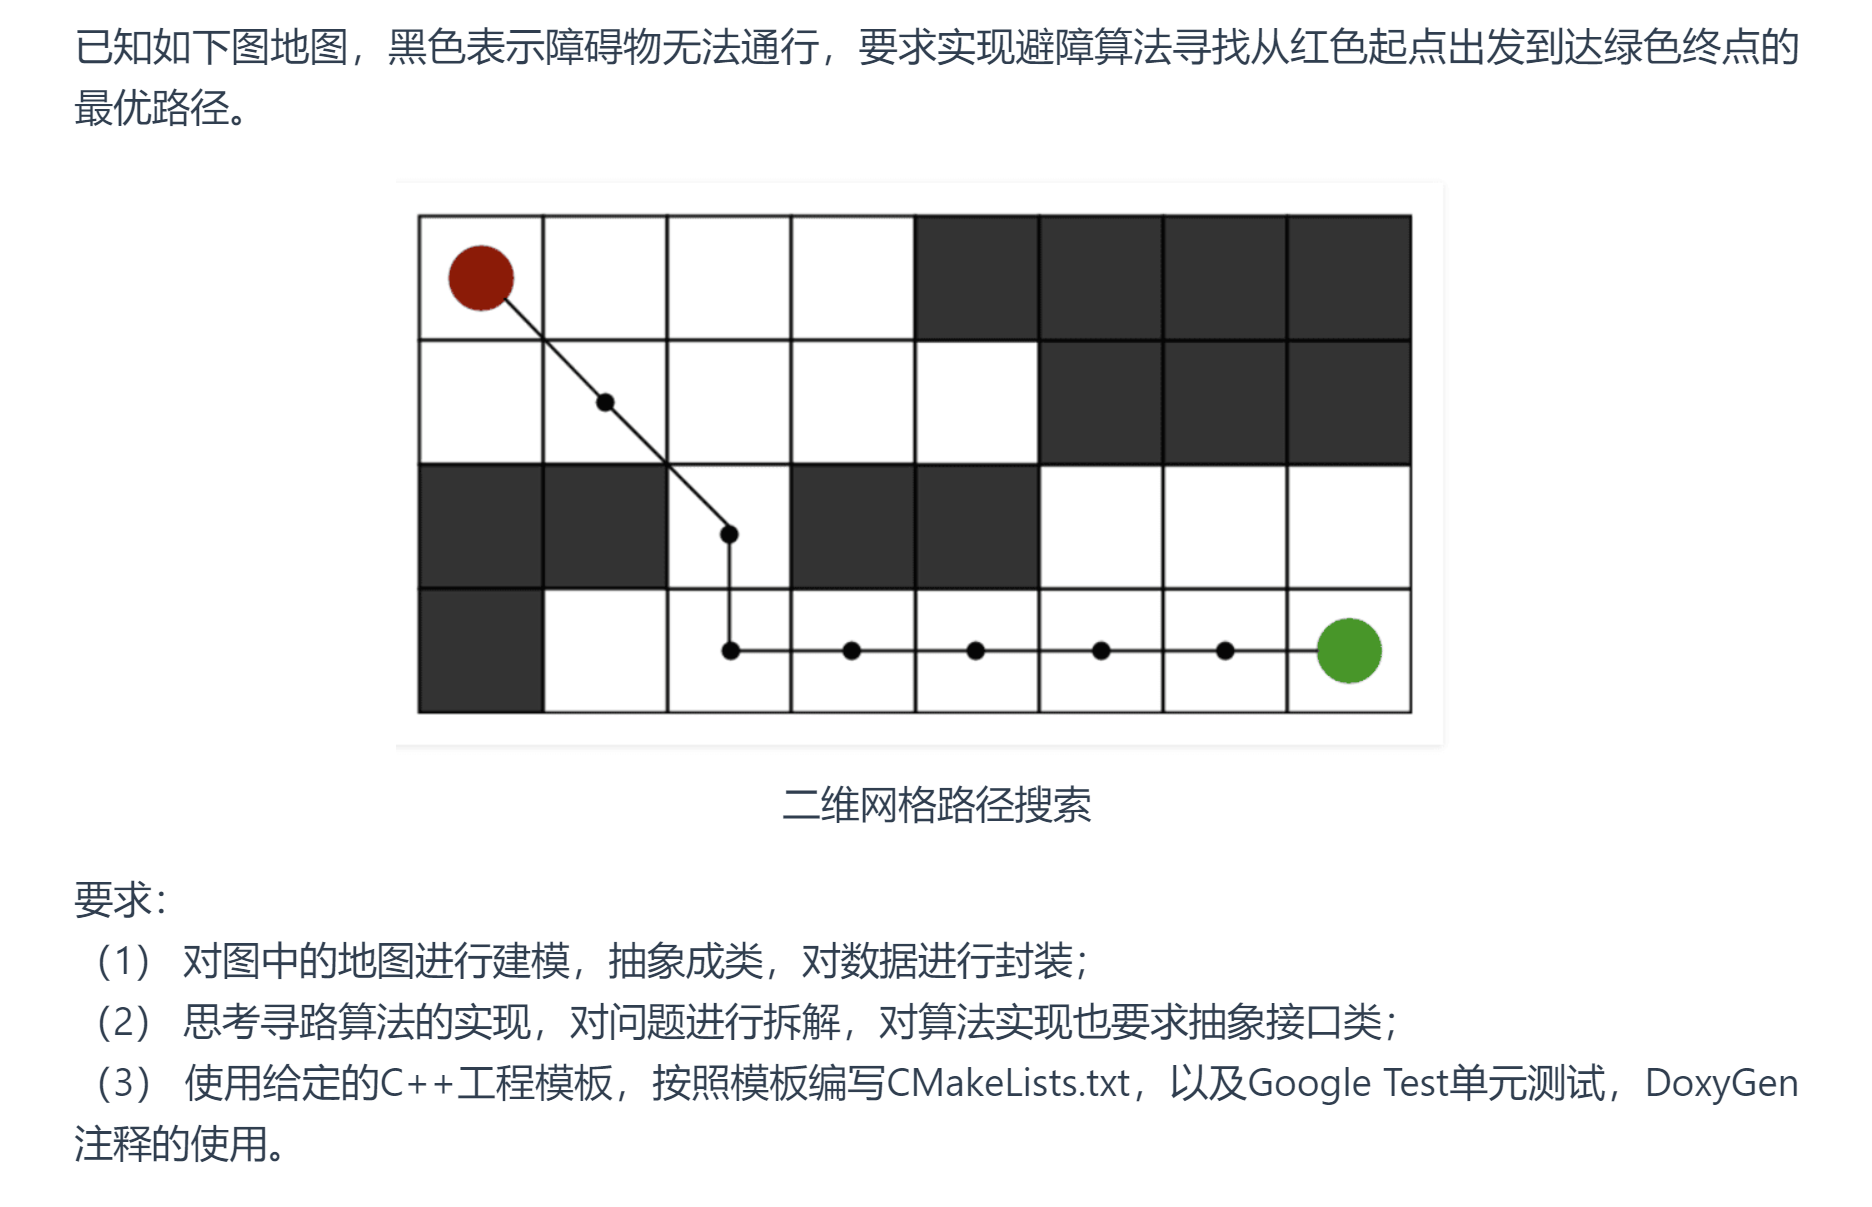 已知如下图地图，黑色表示障碍物无法通行，要求实现避障算法寻找从红色起点出发到达绿色终点的
最优路径。
二维网格路径搜索
要求：
（1） 对图中的地图进行建模，抽象成类，对数据进行封装；
（2） 思考寻路算法的实现，对问题进行拆解，对算法实现也要求抽象接口类；
（3） 使用给定的C++工程模板，按照模板编写CMakeLists.txt，以及Google Test单元测试，DoxyGen
注释的使用。